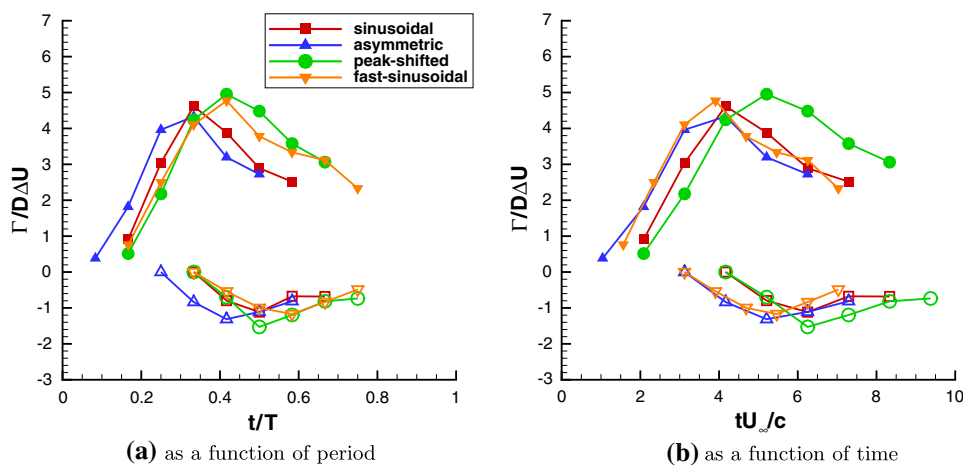 sinusoidal
asymmetric
peak-shifted
fast-sinusoidal
Γ/DΔU
7
6
5
4
3
2
1
0
-1
-2
-3
0 0.2 0.4 0.6 0.8 1
t/T
(a) as a function of period
Γ/DΔU
7
6
5
4
3
2
1
0
-1
-2
-3
0 2 4 6 8 10
tU∞/c
(b) as a function of time